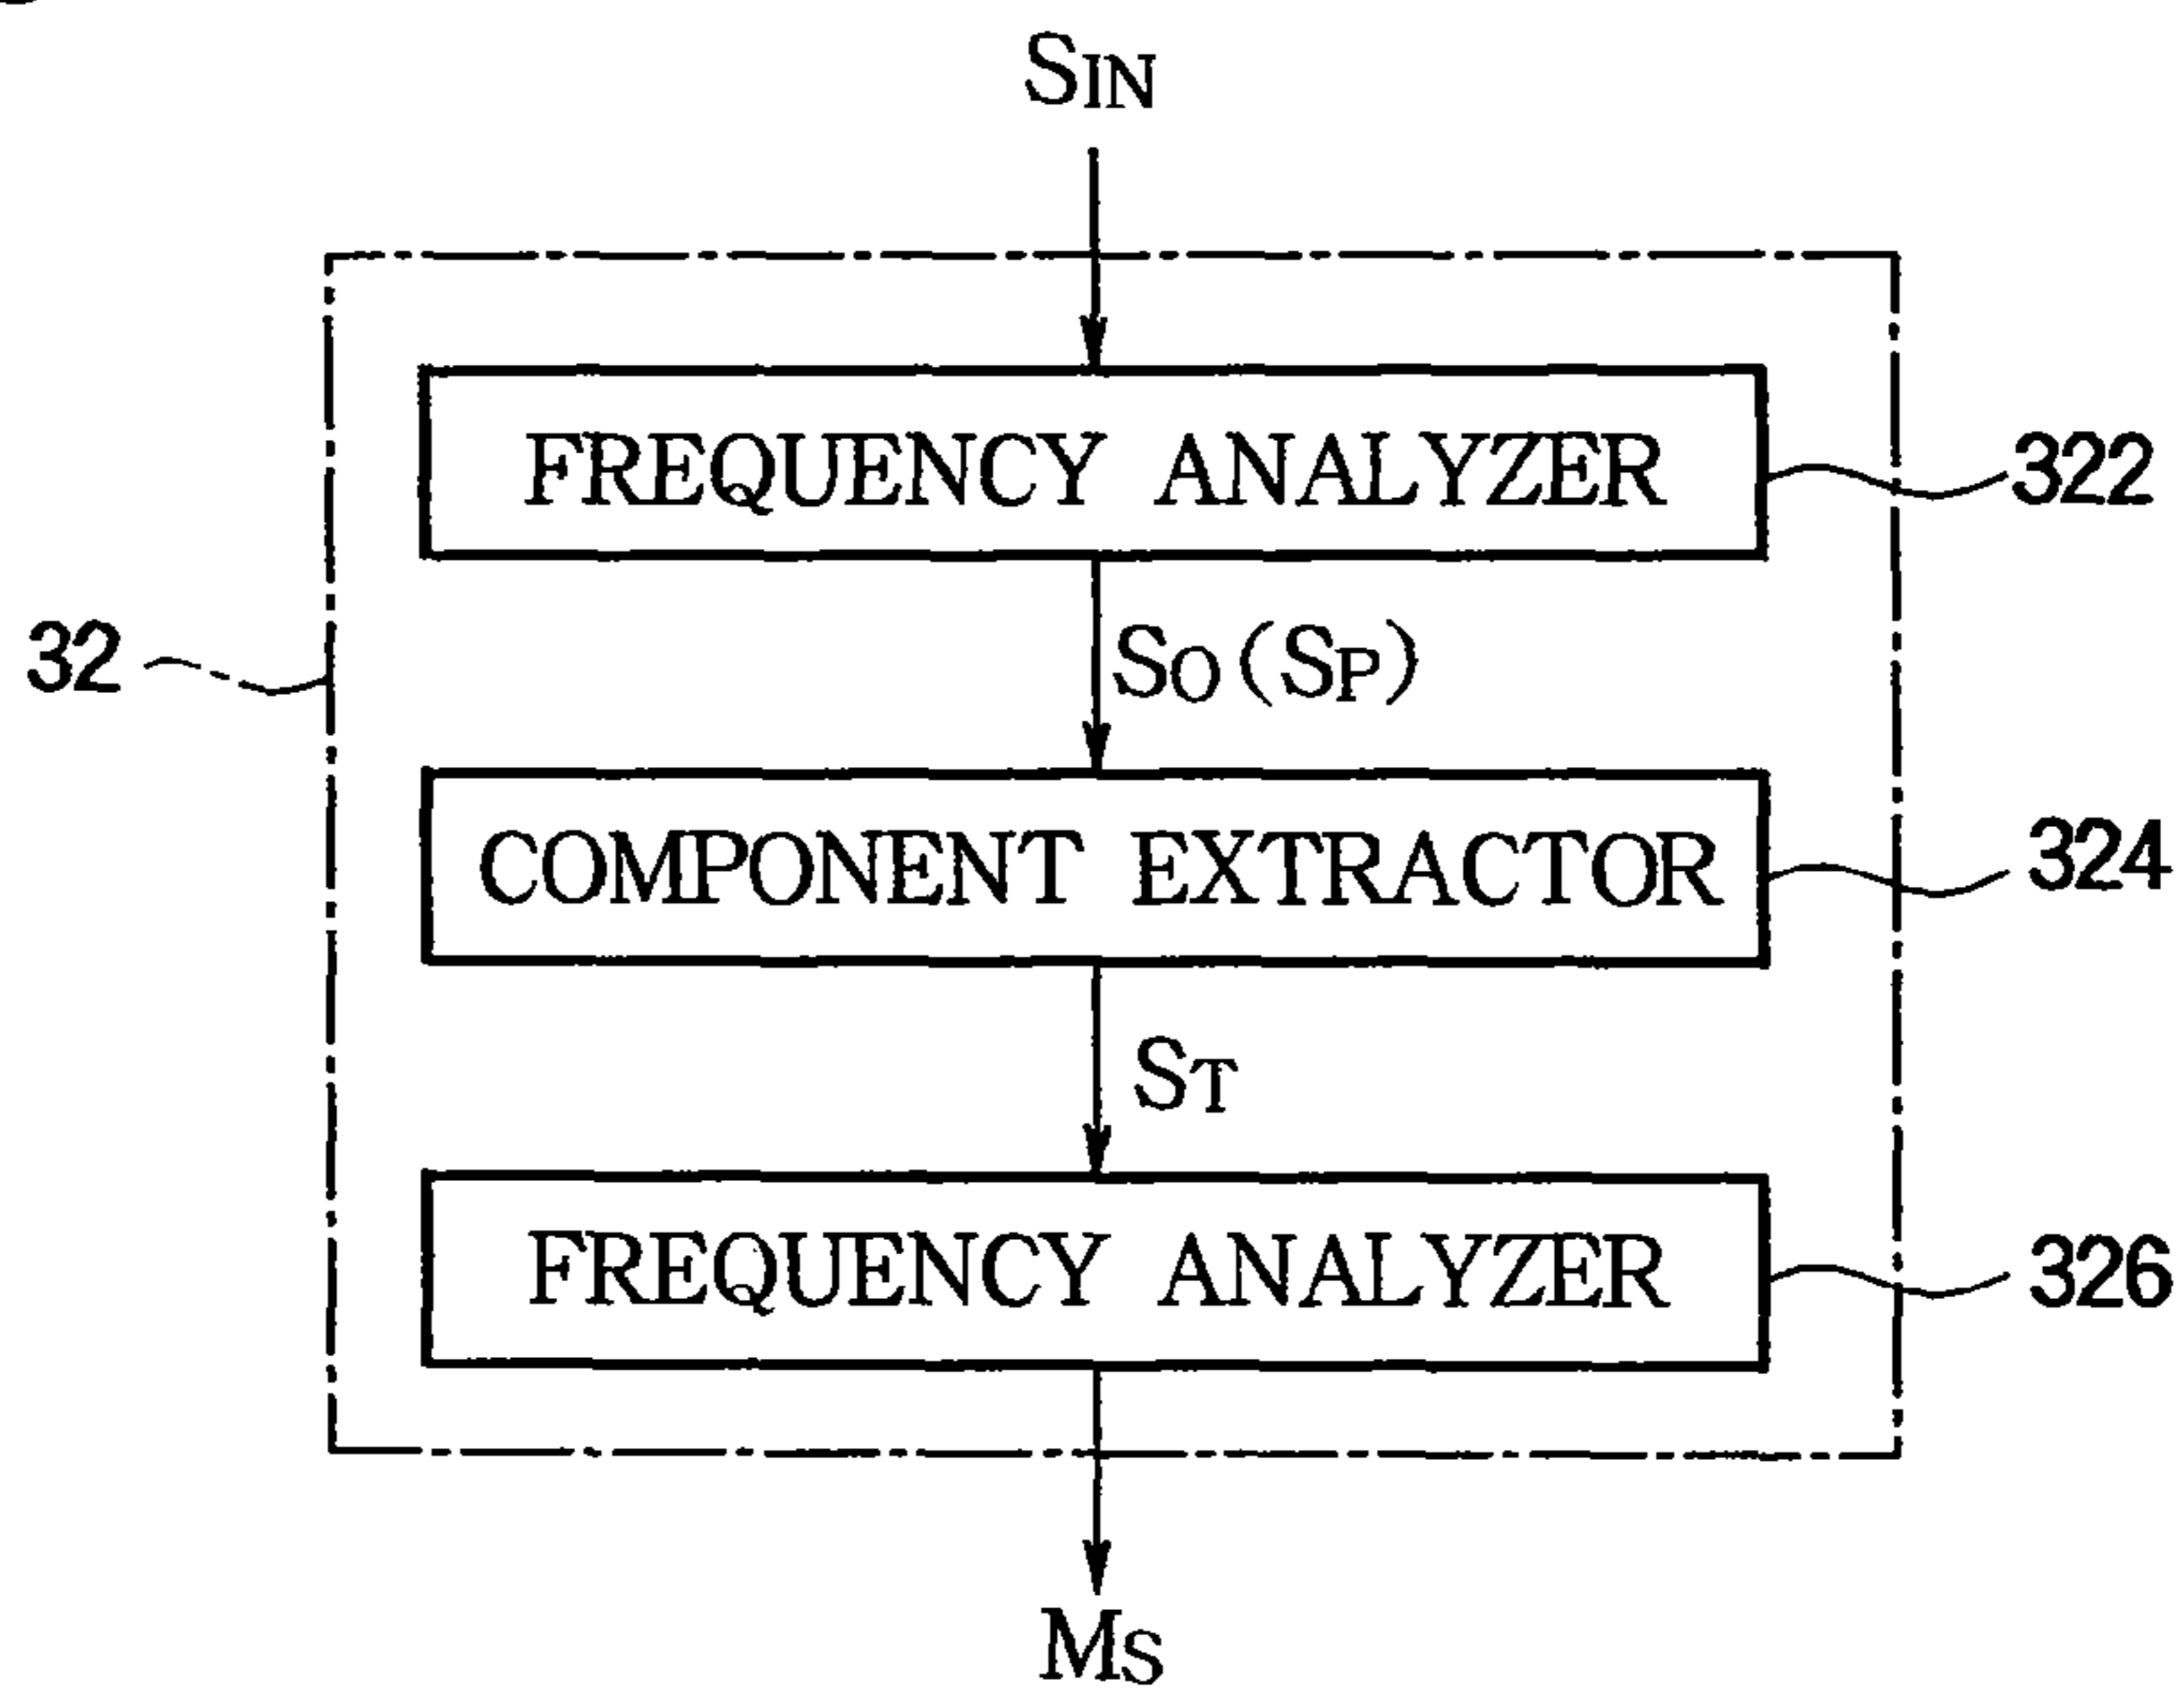 SIN
FREQUENCY ANALYZER
322
32
SO(SP)
COMPONENT EXTRACTOR
324
ST
FREQUENCY ANALYZER
326
MS